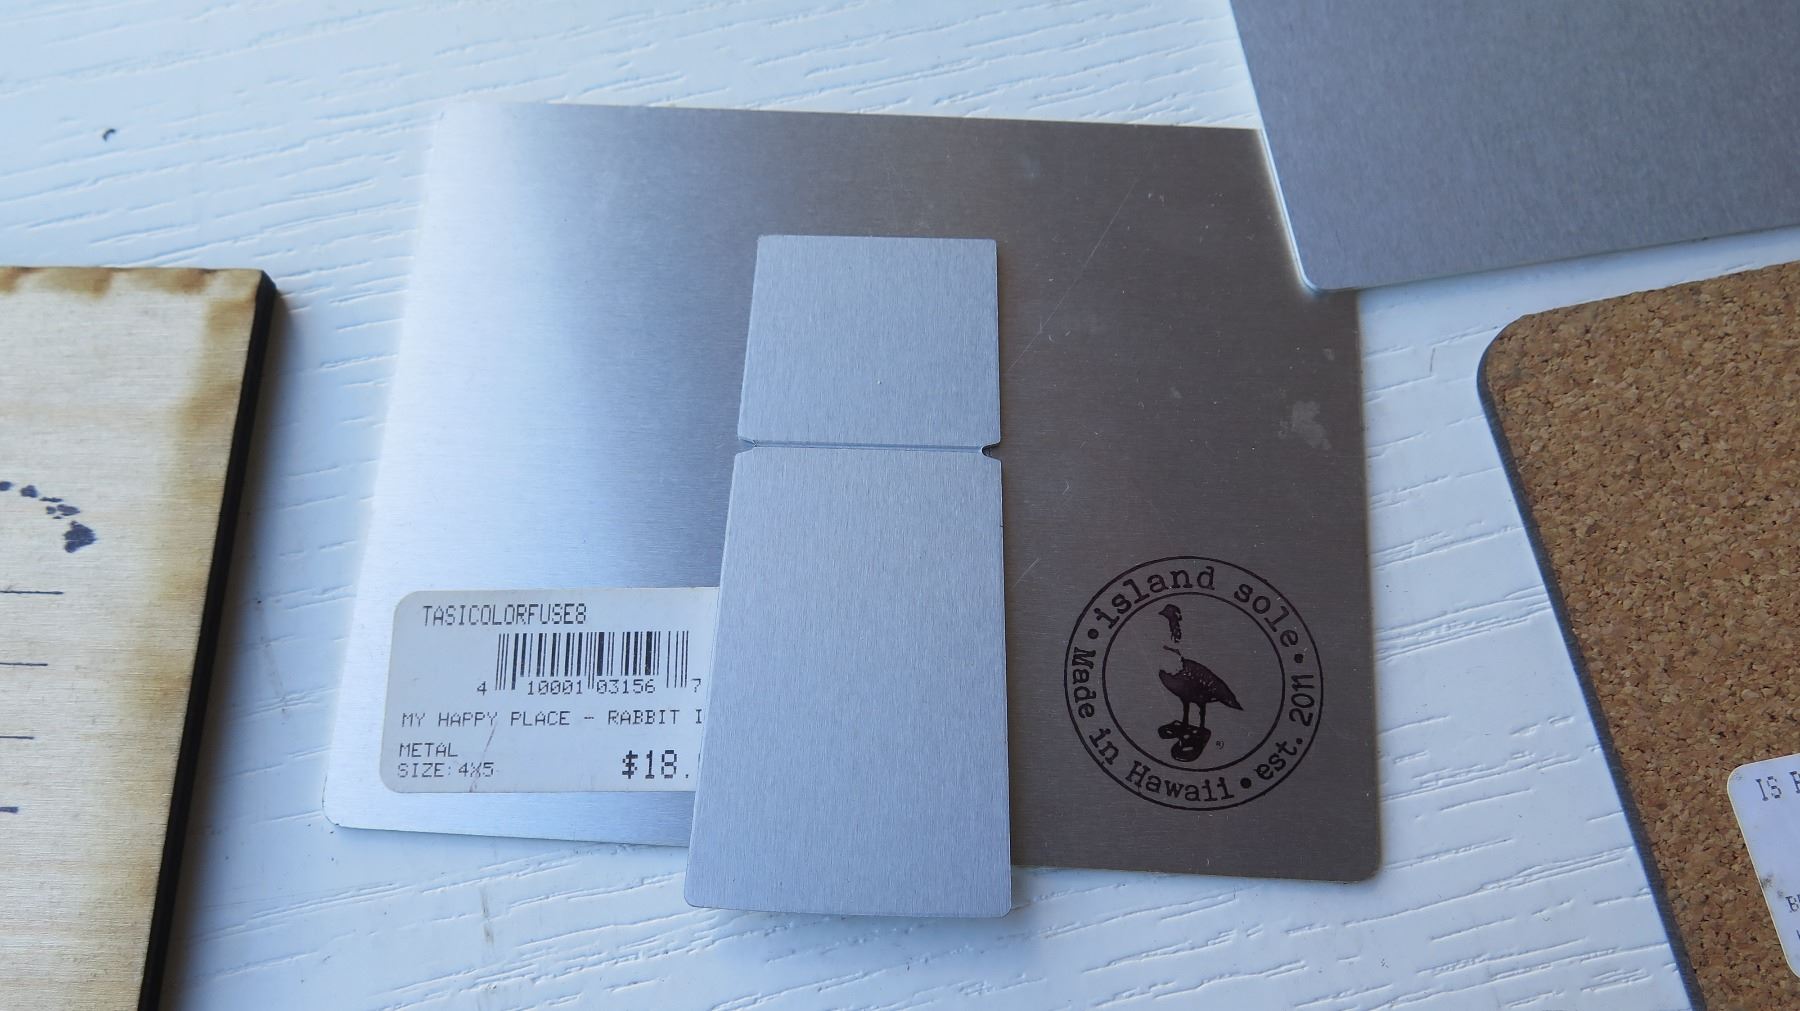 TASICOLORFUSE8
4 10001 03156 7
MY HAPPY PLACE - RABBIT I
METAL
SIZE: 4X5
$18.
• island sole •
Made in Hawaii • est. 2011
IS